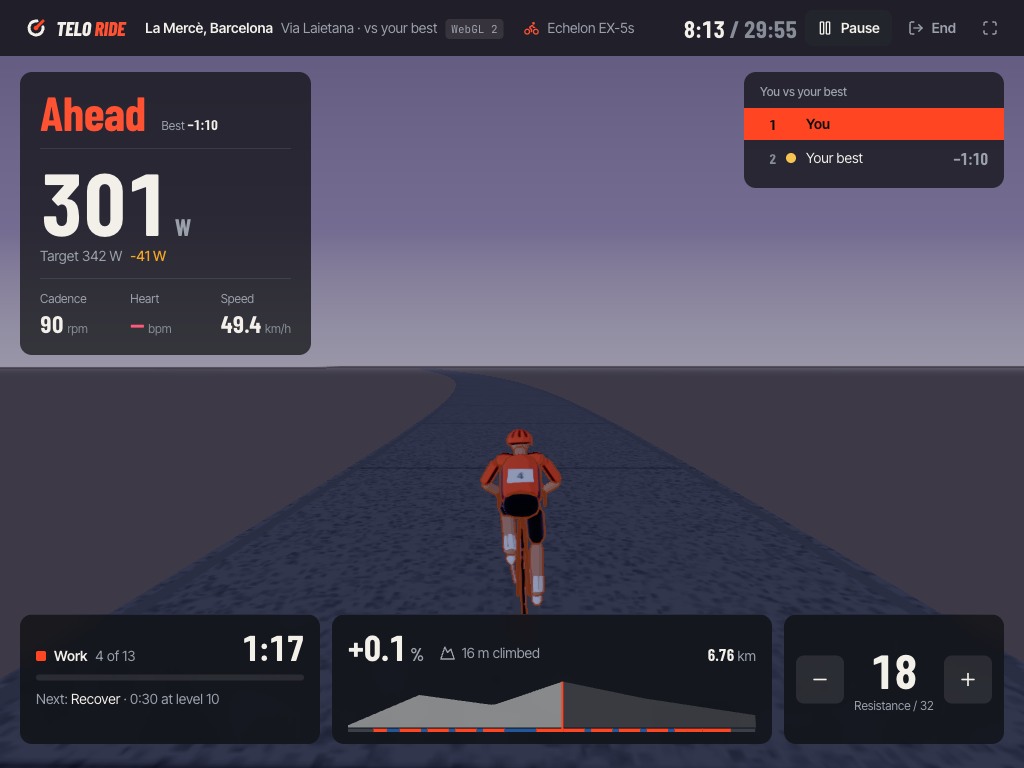 TELO RIDE
La Mercè, Barcelona Via Laietana · vs your best WebGL 2
Echelon EX-5s
8:13 / 29:55
Pause
End
Ahead Best −1:10
301 W
Target 342 W -41 W
Cadence Heart Speed
90 rpm – bpm 49.4 km/h
You vs your best
1 You
2 Your best −1:10
4
Work 4 of 13 1:17
Next: Recover · 0:30 at level 10
+0.1 % 16 m climbed 6.76 km
− 18 +
Resistance / 32